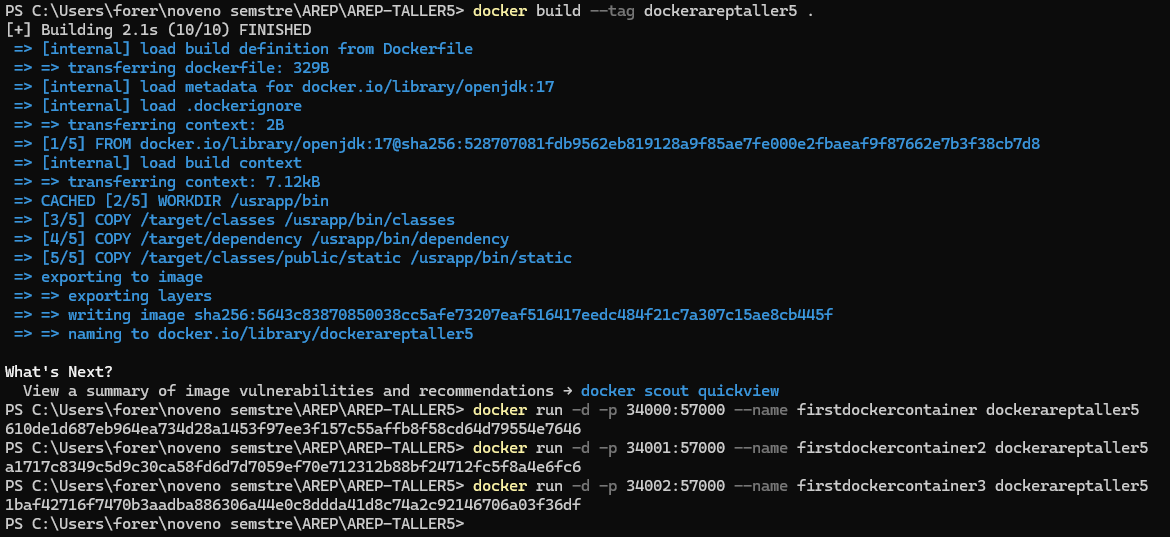 PS C:\Users\forer\noveno semstre\AREP\AREP-TALLER5> docker build --tag dockerareptaller5 .
[+] Building 2.1s (10/10) FINISHED
=> [internal] load build definition from Dockerfile
=> => transferring dockerfile: 329B
=> [internal] load metadata for docker.io/library/openjdk:17
=> [internal] load .dockerignore
=> => transferring context: 2B
=> [1/5] FROM docker.io/library/openjdk:17@sha256:528707081fdb9562eb819128a9f85ae7fe000e2fbaeaf9f87662e7b3f38cb7d8
=> [internal] load build context
=> => transferring context: 7.12kB
=> CACHED [2/5] WORKDIR /usrapp/bin
=> [3/5] COPY /target/classes /usrapp/bin/classes
=> [4/5] COPY /target/dependency /usrapp/bin/dependency
=> [5/5] COPY /target/classes/public/static /usrapp/bin/static
=> exporting to image
=> => exporting layers
=> => writing image sha256:5643c83870850038cc5afe73207eaf516417eedc484f21c7a307c15ae8cb445f
=> => naming to docker.io/library/dockerareptaller5
What's Next?
View a summary of image vulnerabilities and recommendations → docker scout quickview
PS C:\Users\forer\noveno semstre\AREP\AREP-TALLER5> docker run -d -p 34000:57000 --name firstdockercontainer dockerareptaller5
610de1d687eb964ea734d28a1453f97ee3f157c55affb8f58cd64d79554e7646
PS C:\Users\forer\noveno semstre\AREP\AREP-TALLER5> docker run -d -p 34001:57000 --name firstdockercontainer2 dockerareptaller5
a1717c8349c5d9c30ca58fd6d7d7059ef70e712312b88bf24712fc5f8a4e6fc6
PS C:\Users\forer\noveno semstre\AREP\AREP-TALLER5> docker run -d -p 34002:57000 --name firstdockercontainer3 dockerareptaller5
1baf42716f7470b3aadba886306a44e0c8ddda41d8c74a2c92146706a03f36df
PS C:\Users\forer\noveno semstre\AREP\AREP-TALLER5>